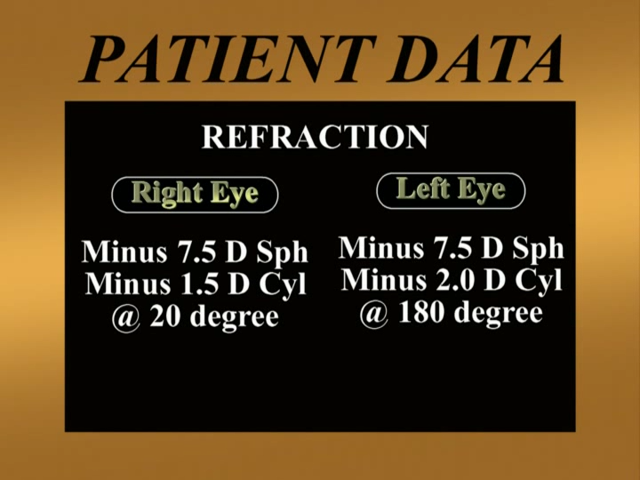 PATIENT DATA
REFRACTION
Right Eye
Minus 7.5 D Sph
Minus 1.5 D Cyl
@ 20 degree
Left Eye
Minus 7.5 D Sph
Minus 2.0 D Cyl
@ 180 degree